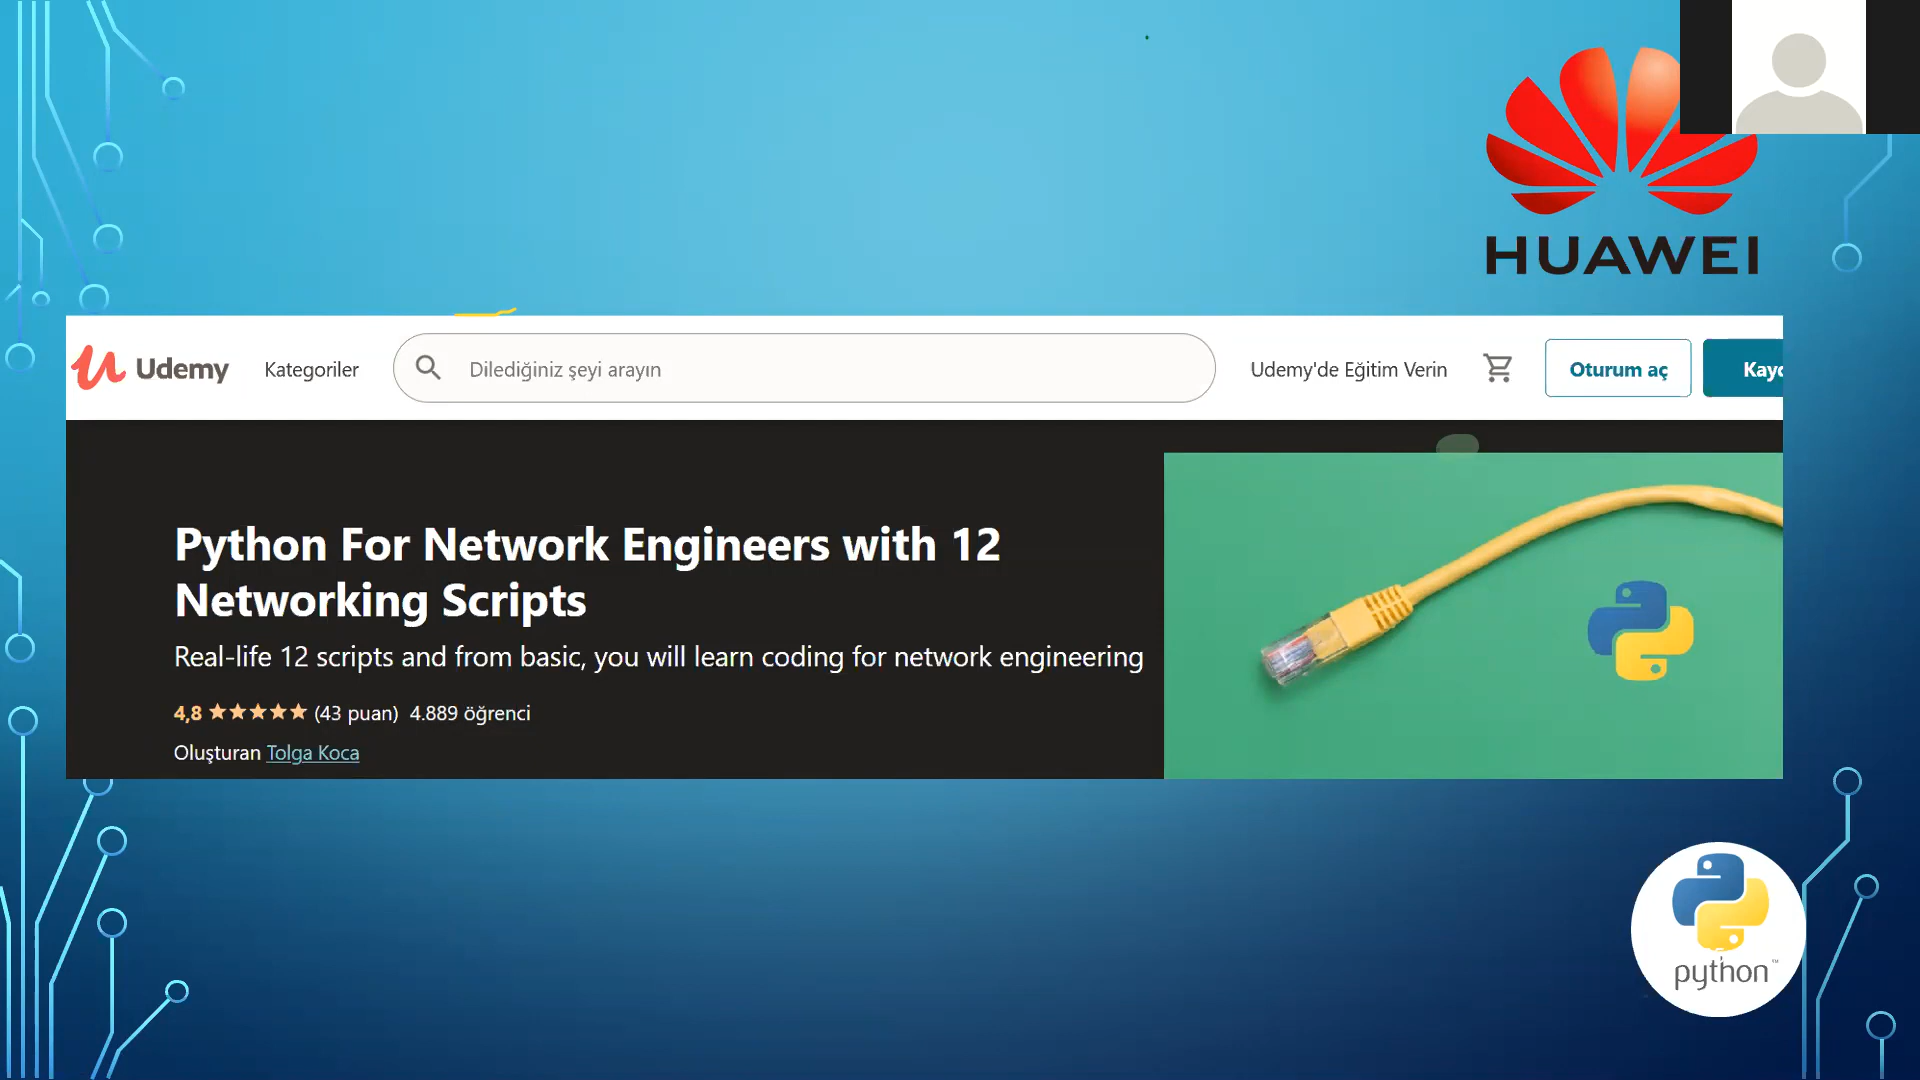 HUAWEI
Udemy Kategoriler Dilediğiniz şeyi arayın Udemy'de Eğitim Verin Oturum aç Kayd
Python For Network Engineers with 12
Networking Scripts
Real-life 12 scripts and from basic, you will learn coding for network engineering
4,8 (43 puan) 4.889 öğrenci
Oluşturan Tolga Koca
python™